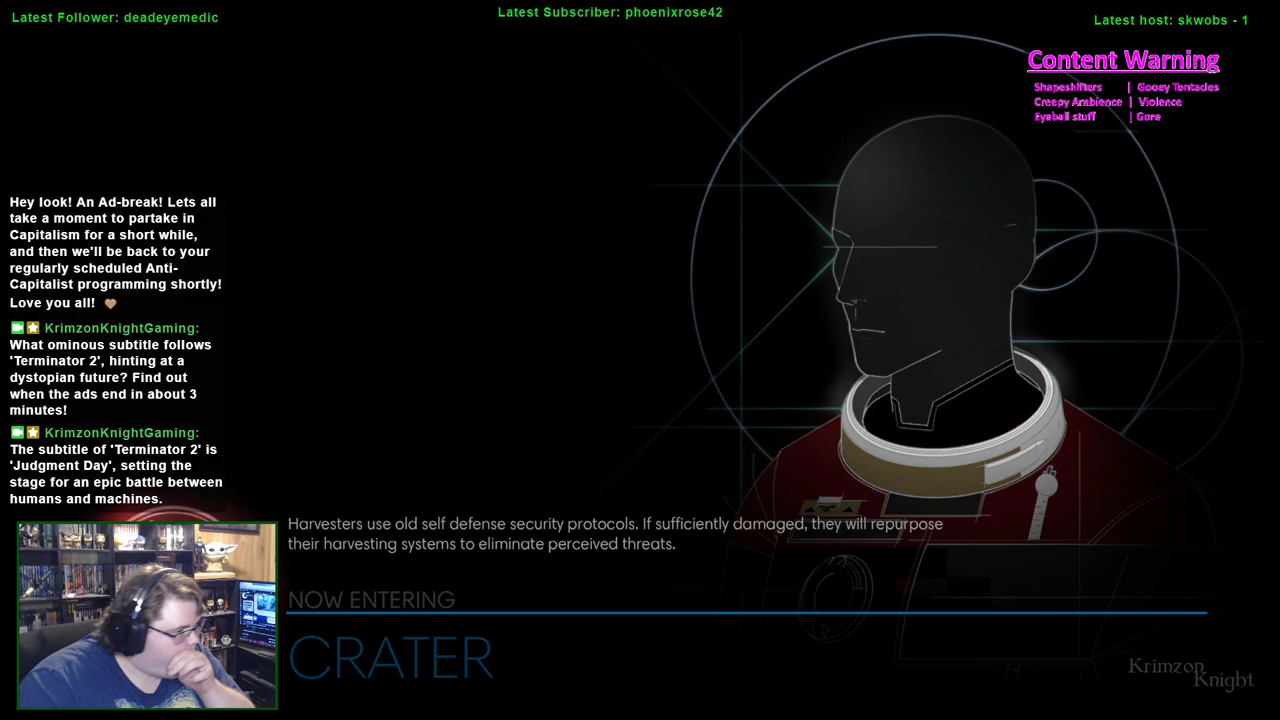 Latest Follower: deadeyemedic
Latest Subscriber: phoenixrose42
Latest host: skwobs - 1
Content Warning
Shapeshifters | Gooey Tentacles
Creepy Ambience | Violence
Eyeball stuff | Gore
Hey look! An Ad-break! Lets all
take a moment to partake in
Capitalism for a short while,
and then we'll be back to your
regularly scheduled Anti-
Capitalist programming shortly!
Love you all!
KrimzonKnightGaming:
What ominous subtitle follows
'Terminator 2', hinting at a
dystopian future? Find out
when the ads end in about 3
minutes!
KrimzonKnightGaming:
The subtitle of 'Terminator 2' is
'Judgment Day', setting the
stage for an epic battle between
humans and machines.
Harvesters use old self defense security protocols. If sufficiently damaged, they will repurpose
their harvesting systems to eliminate perceived threats.
NOW ENTERING
CRATER
Krimzon
Knight